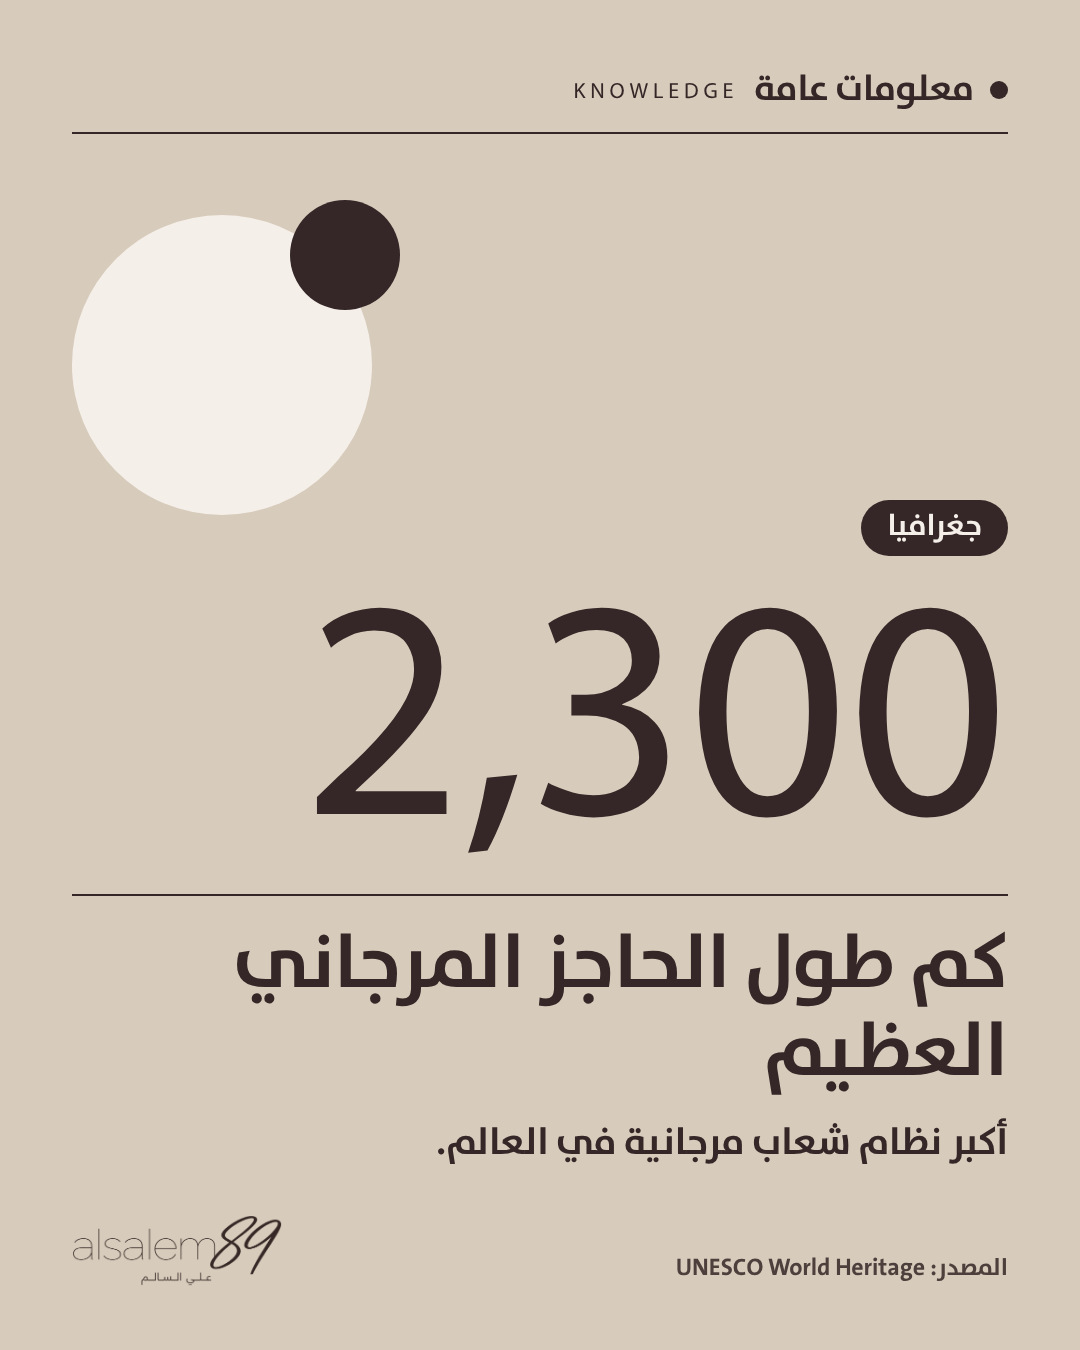 معلومات عامة KNOWLEDGE
جغرافيا
2,300
كم طول الحاجز المرجاني
العظيم
أكبر نظام شعاب مرجانية في العالم.
المصدر: UNESCO World Heritage
alsalem89
علي السالم